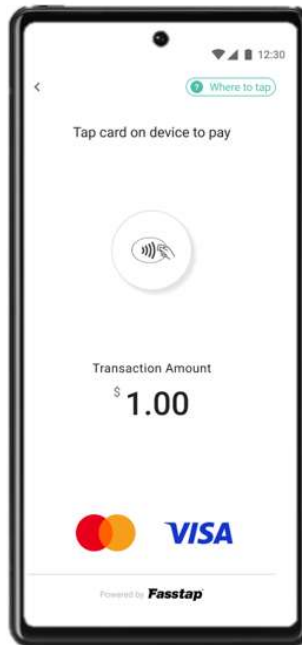 12:30
? Where to tap
Tap card on device to pay
Transaction Amount
$ 1.00
VISA
Powered by Fasstap